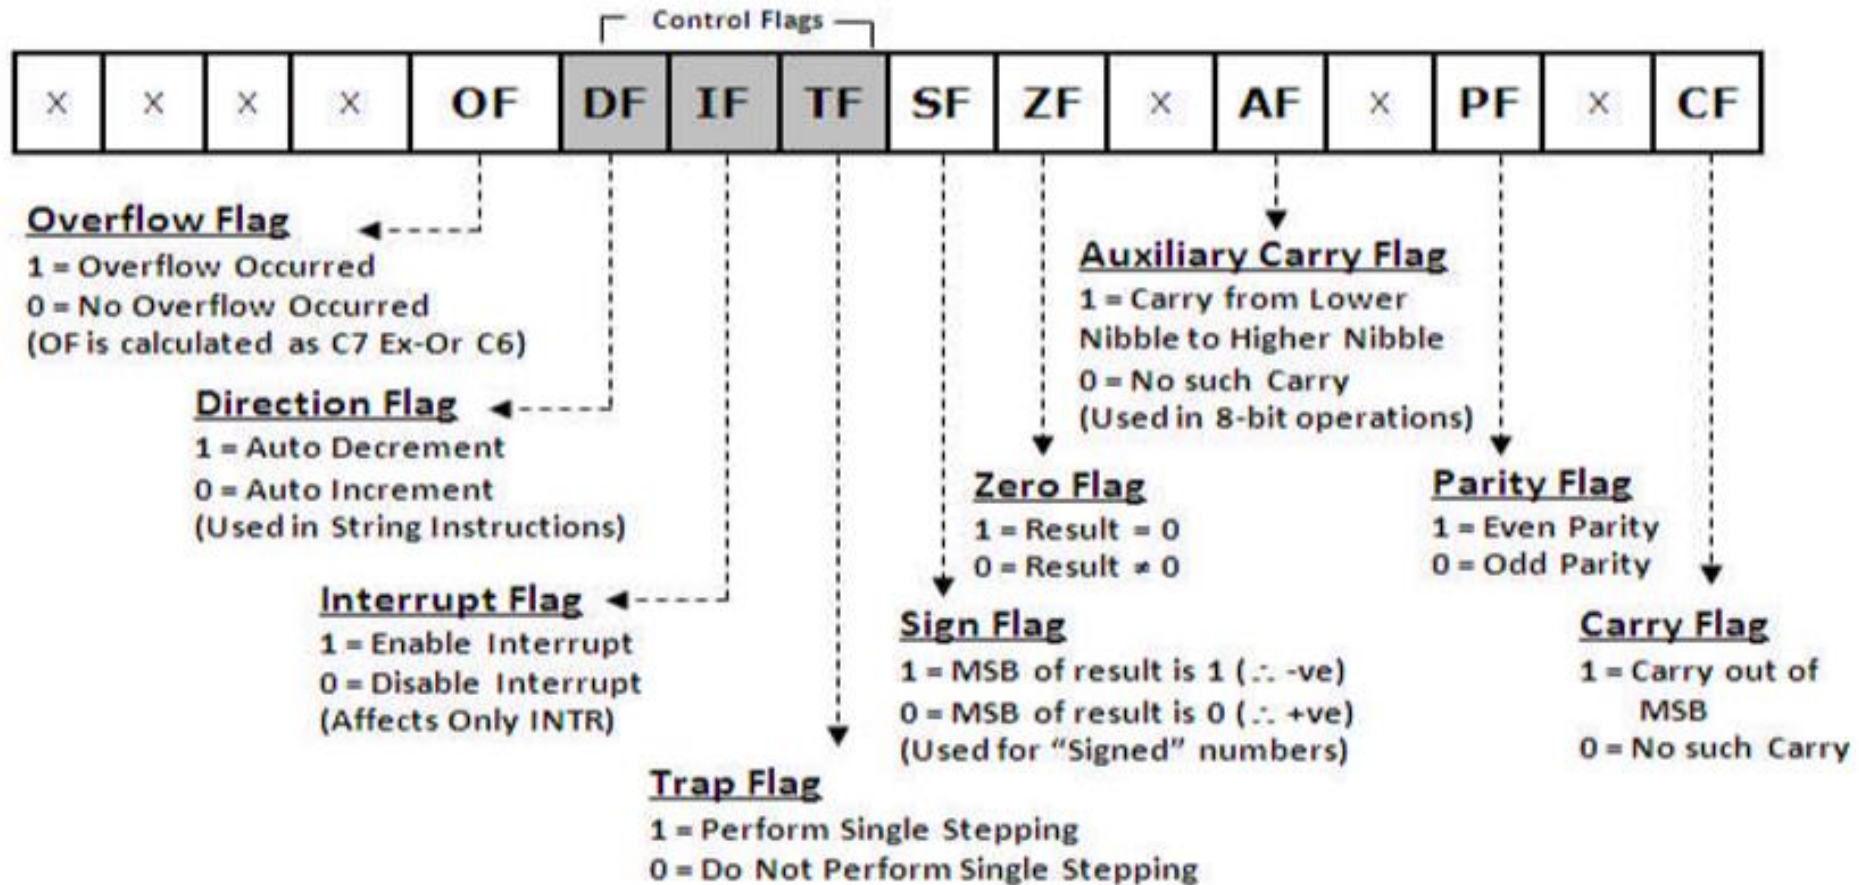 Control Flags
x x x x OF DF IF TF SF ZF x AF x PF x CF
Overflow Flag
1 = Overflow Occurred
0 = No Overflow Occurred
(OF is calculated as C7 Ex-Or C6)
Direction Flag
1 = Auto Decrement
0 = Auto Increment
(Used in String Instructions)
Interrupt Flag
1 = Enable Interrupt
0 = Disable Interrupt
(Affects Only INTR)
Trap Flag
1 = Perform Single Stepping
0 = Do Not Perform Single Stepping
Sign Flag
1 = MSB of result is 1 (∴ -ve)
0 = MSB of result is 0 (∴ +ve)
(Used for “Signed” numbers)
Zero Flag
1 = Result = 0
0 = Result ≠ 0
Auxiliary Carry Flag
1 = Carry from Lower
Nibble to Higher Nibble
0 = No such Carry
(Used in 8-bit operations)
Parity Flag
1 = Even Parity
0 = Odd Parity
Carry Flag
1 = Carry out of
MSB
0 = No such Carry